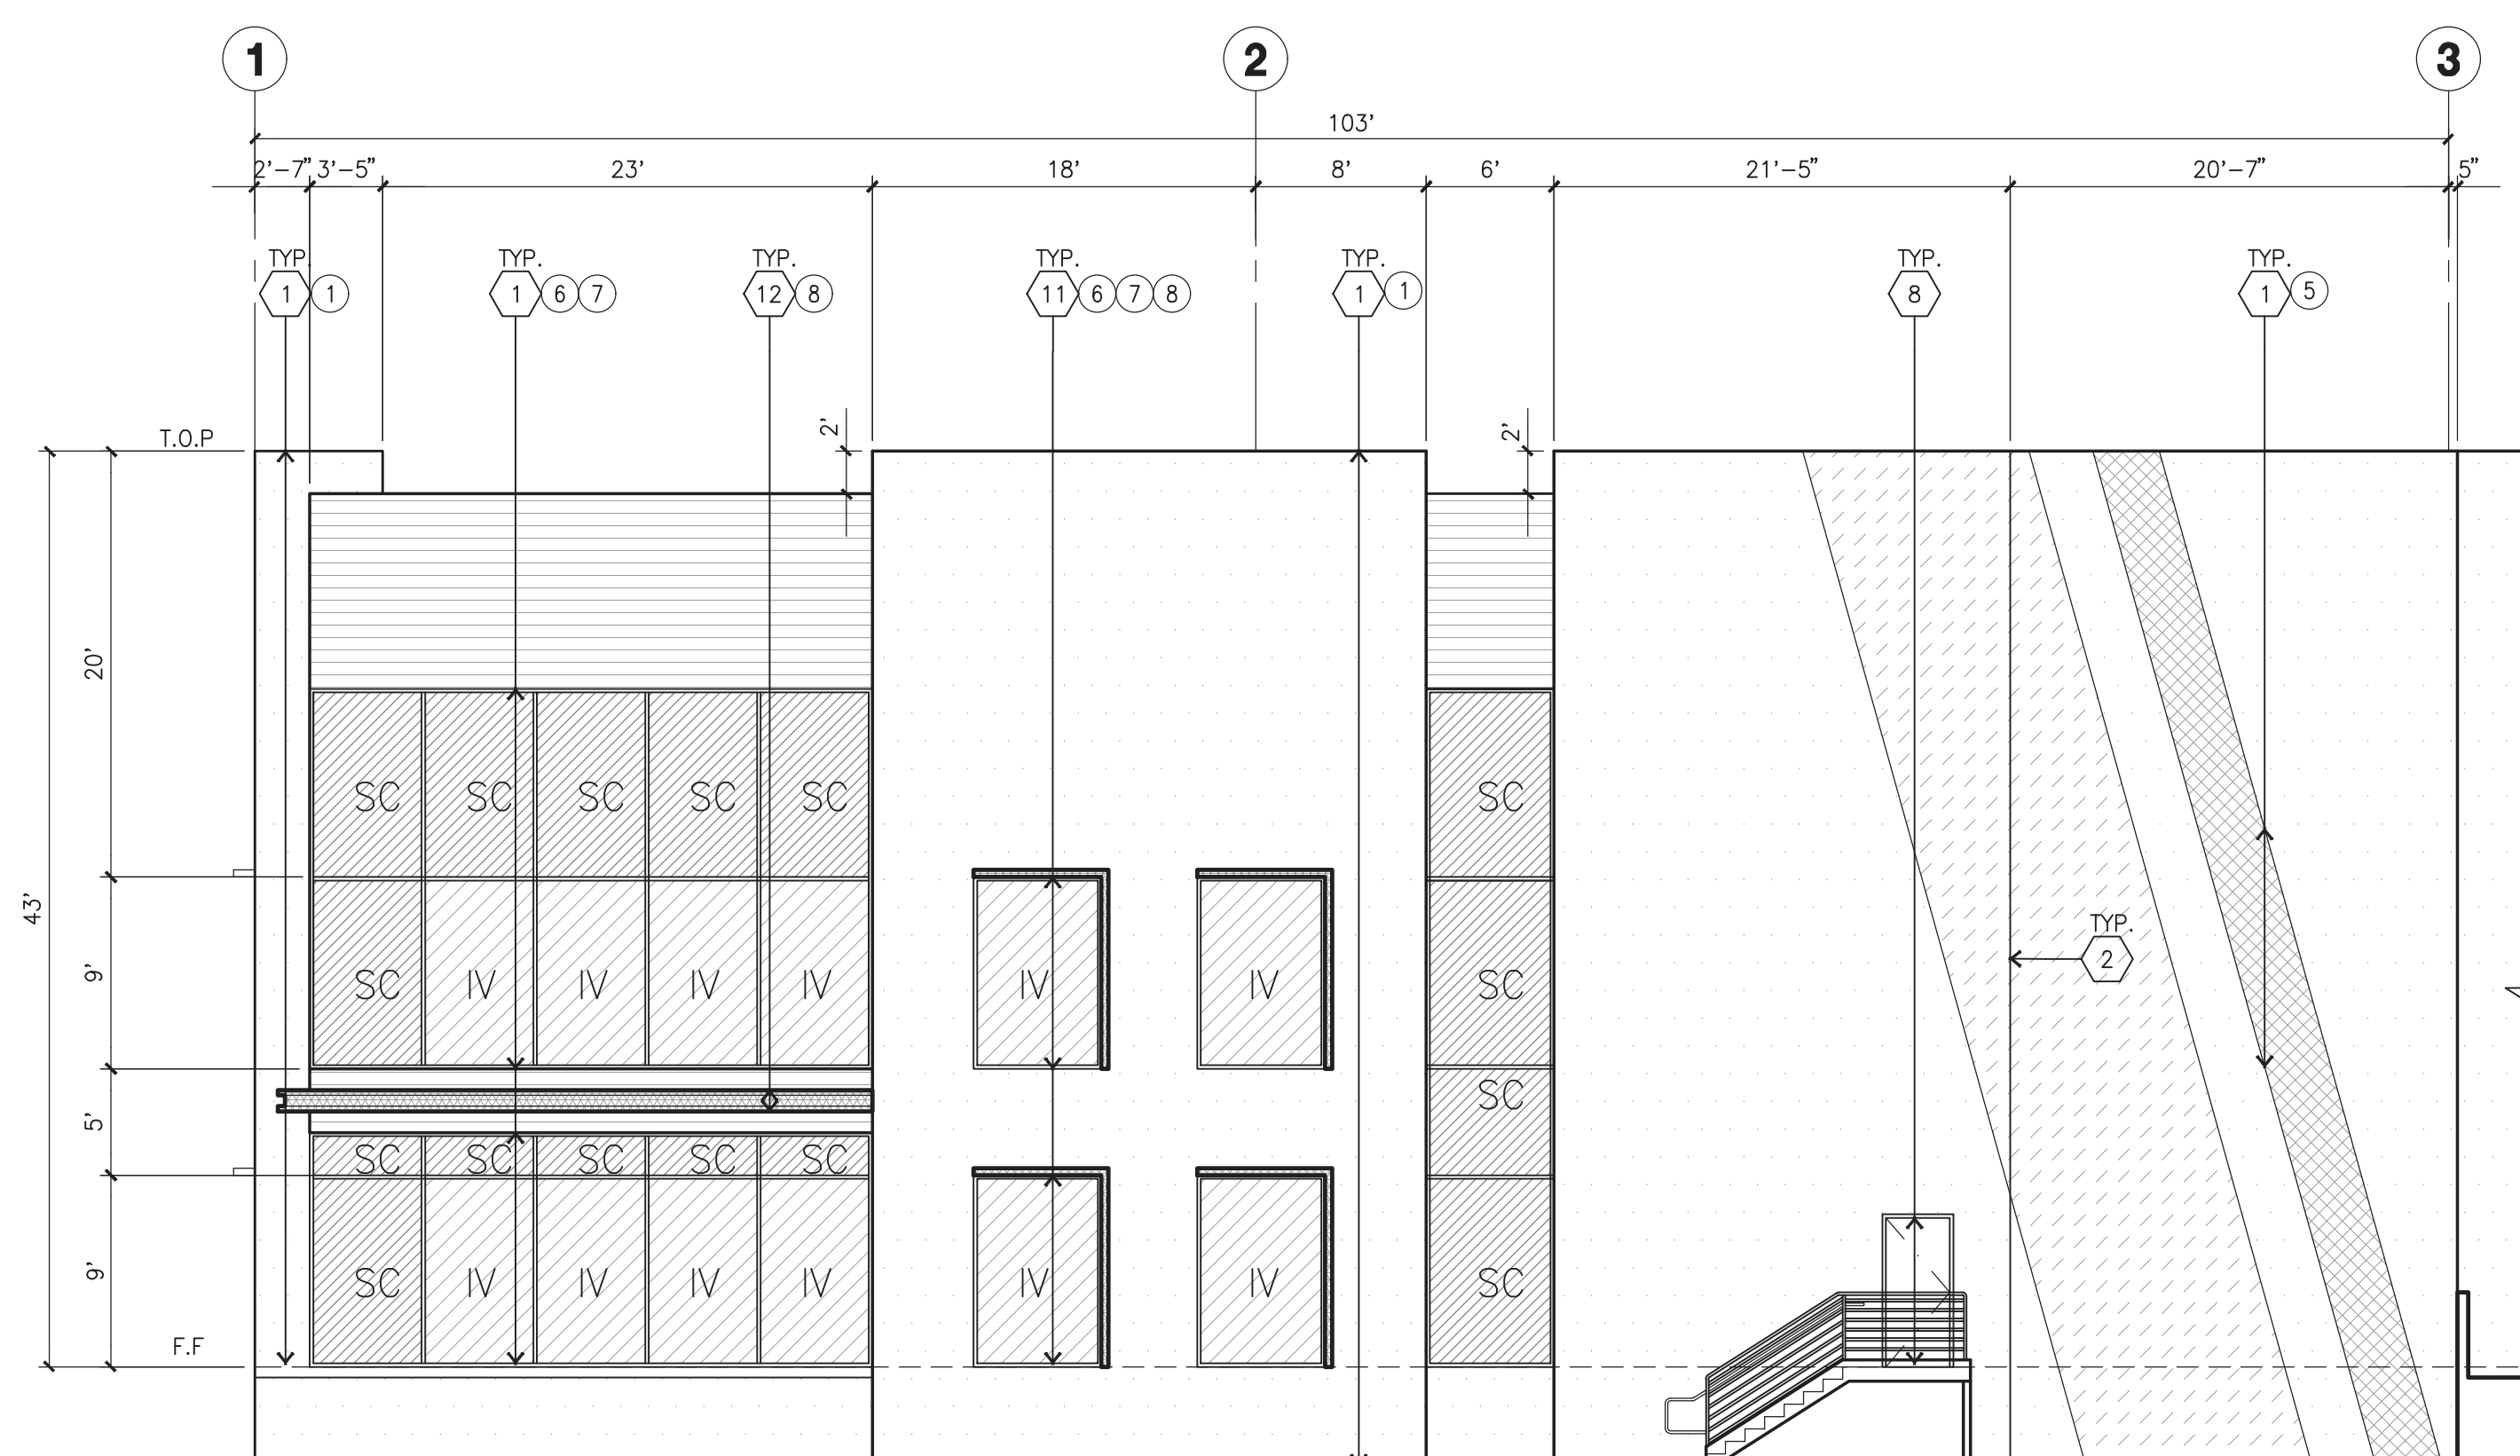 1 2 3
103'
2'-7" 3'-5" 23' 18' 8' 6' 21'-5" 20'-7" 5"
TYP. TYP. TYP. TYP. TYP. TYP. TYP.
1 1 1 6 7 12 8 11 6 7 8 1 1 8 1 5
2' 2'
T.O.P
20'
SC SC SC SC SC SC
43'
TYP.
2
9'
SC IV IV IV IV IV IV SC
5'
SC
SC SC SC SC SC
9'
SC IV IV IV IV IV IV SC
F.F